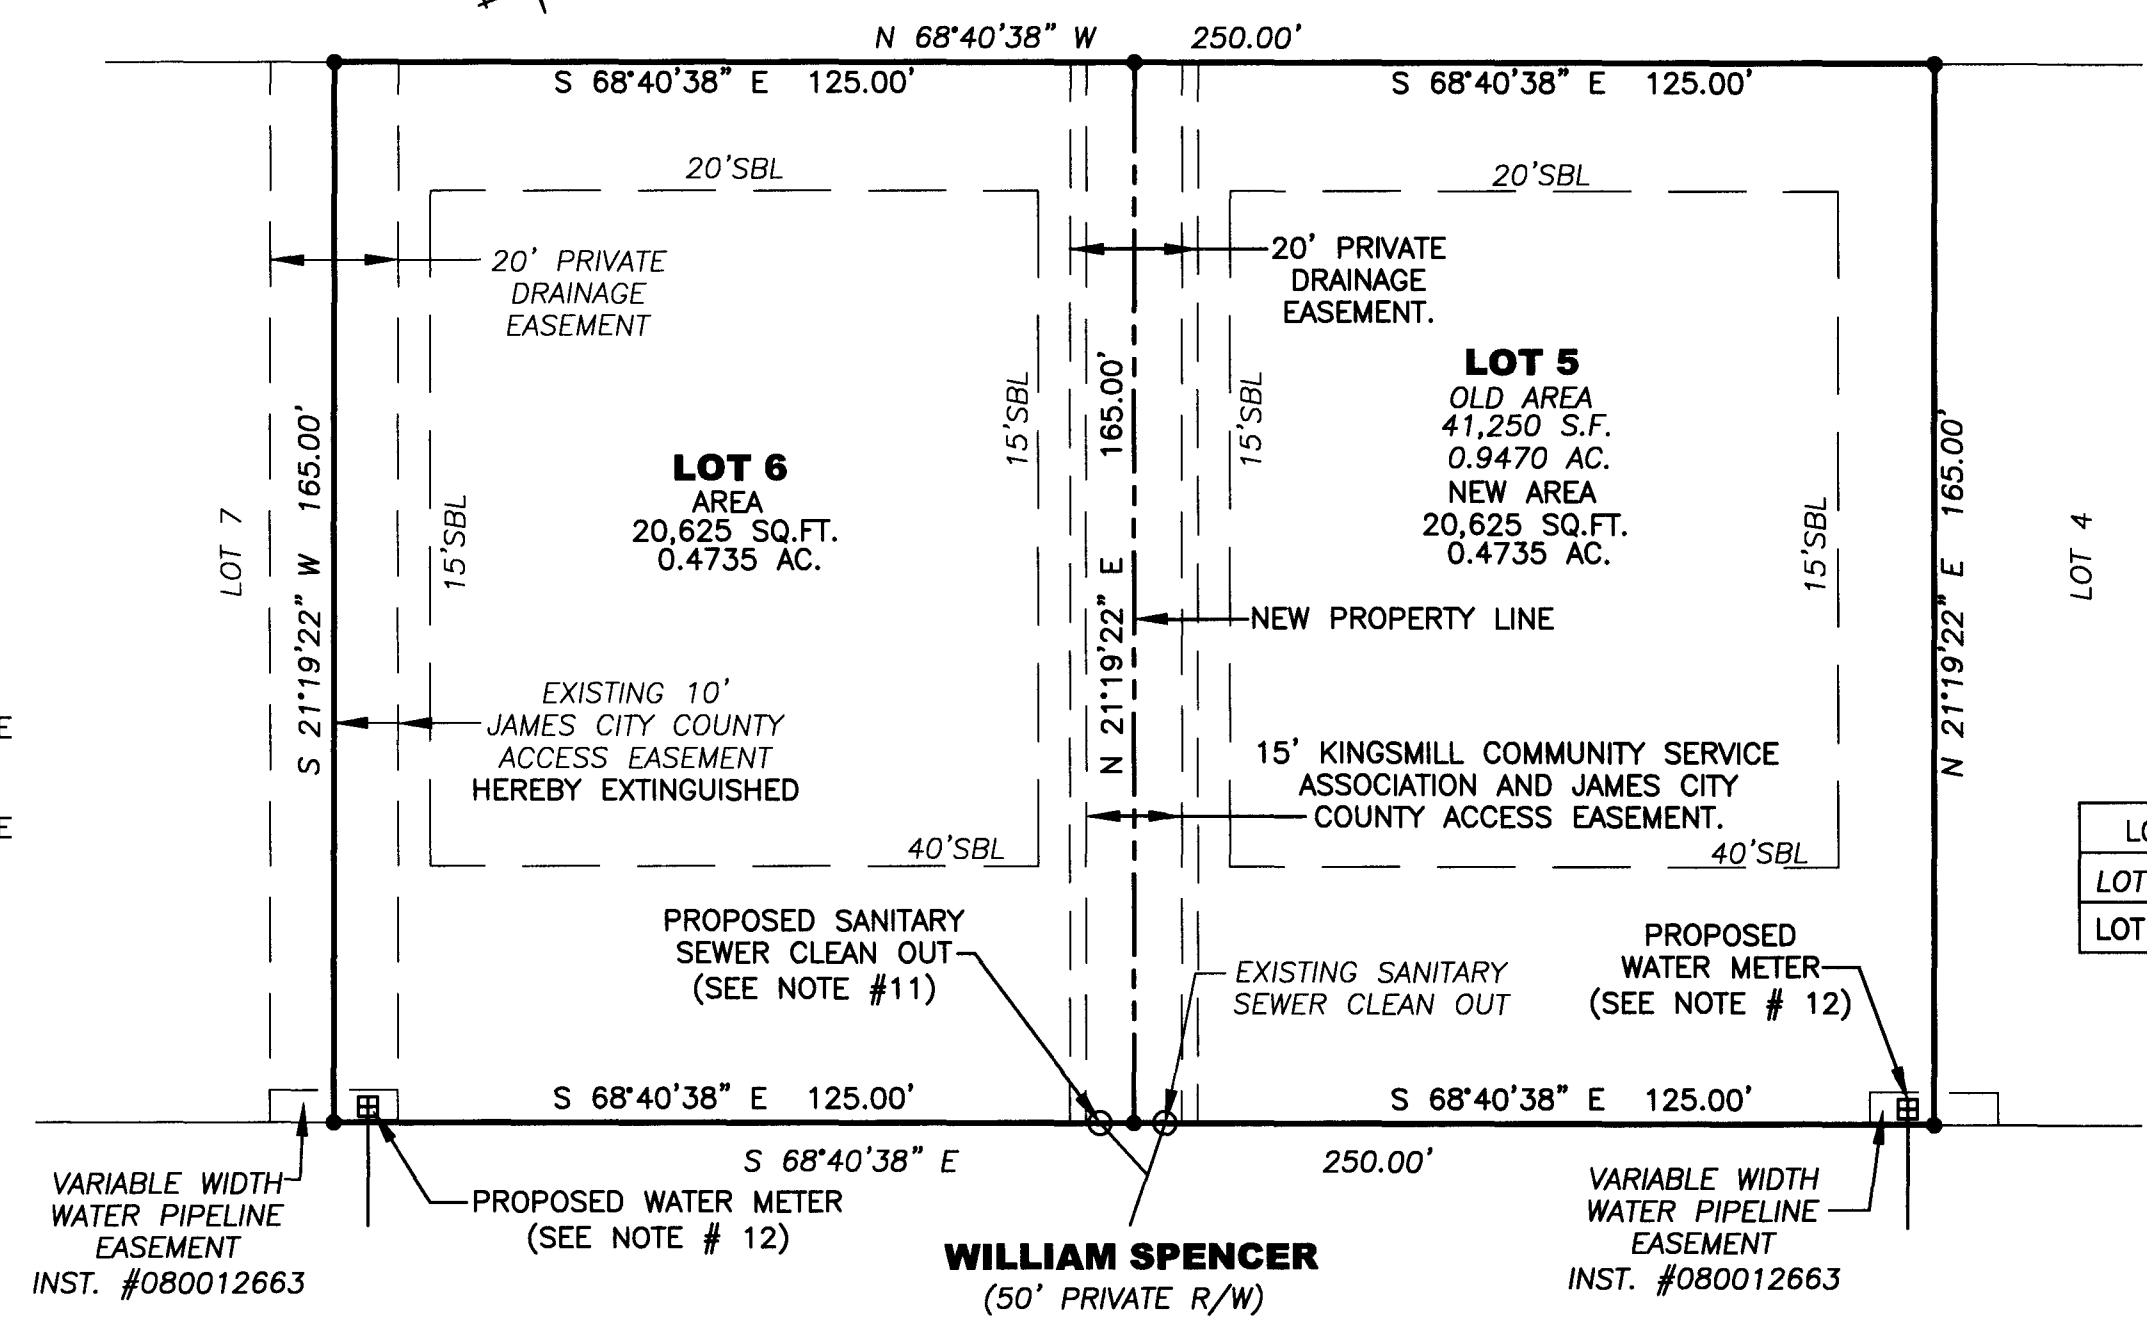 N 68°40'38" W 250.00'
S 68°40'38" E 125.00'
S 68°40'38" E 125.00'
20'SBL
20'SBL
20' PRIVATE
DRAINAGE
EASEMENT
20' PRIVATE
DRAINAGE
EASEMENT.
LOT 7
S 21°19'22" W 165.00'
15'SBL
LOT 6
AREA
20,625 SQ.FT.
0.4735 AC.
15'SBL
N 21°19'22" E 165.00'
15'SBL
LOT 5
OLD AREA
41,250 S.F.
0.9470 AC.
NEW AREA
20,625 SQ.FT.
0.4735 AC.
15'SBL
N 21°19'22" E 165.00'
LOT 4
NEW PROPERTY LINE
EXISTING 10'
JAMES CITY COUNTY
ACCESS EASEMENT
HEREBY EXTINGUISHED
15' KINGSMILL COMMUNITY SERVICE
ASSOCIATION AND JAMES CITY
COUNTY ACCESS EASEMENT.
E
E
40'SBL
40'SBL
LOT
LOT
PROPOSED SANITARY
SEWER CLEAN OUT
(SEE NOTE #11)
EXISTING SANITARY
SEWER CLEAN OUT
PROPOSED
WATER METER
(SEE NOTE # 12)
S 68°40'38" E 125.00'
S 68°40'38" E 125.00'
S 68°40'38" E 250.00'
VARIABLE WIDTH
WATER PIPELINE
EASEMENT
INST. #080012663
PROPOSED WATER METER
(SEE NOTE # 12)
WILLIAM SPENCER
(50' PRIVATE R/W)
VARIABLE WIDTH
WATER PIPELINE
EASEMENT
INST. #080012663